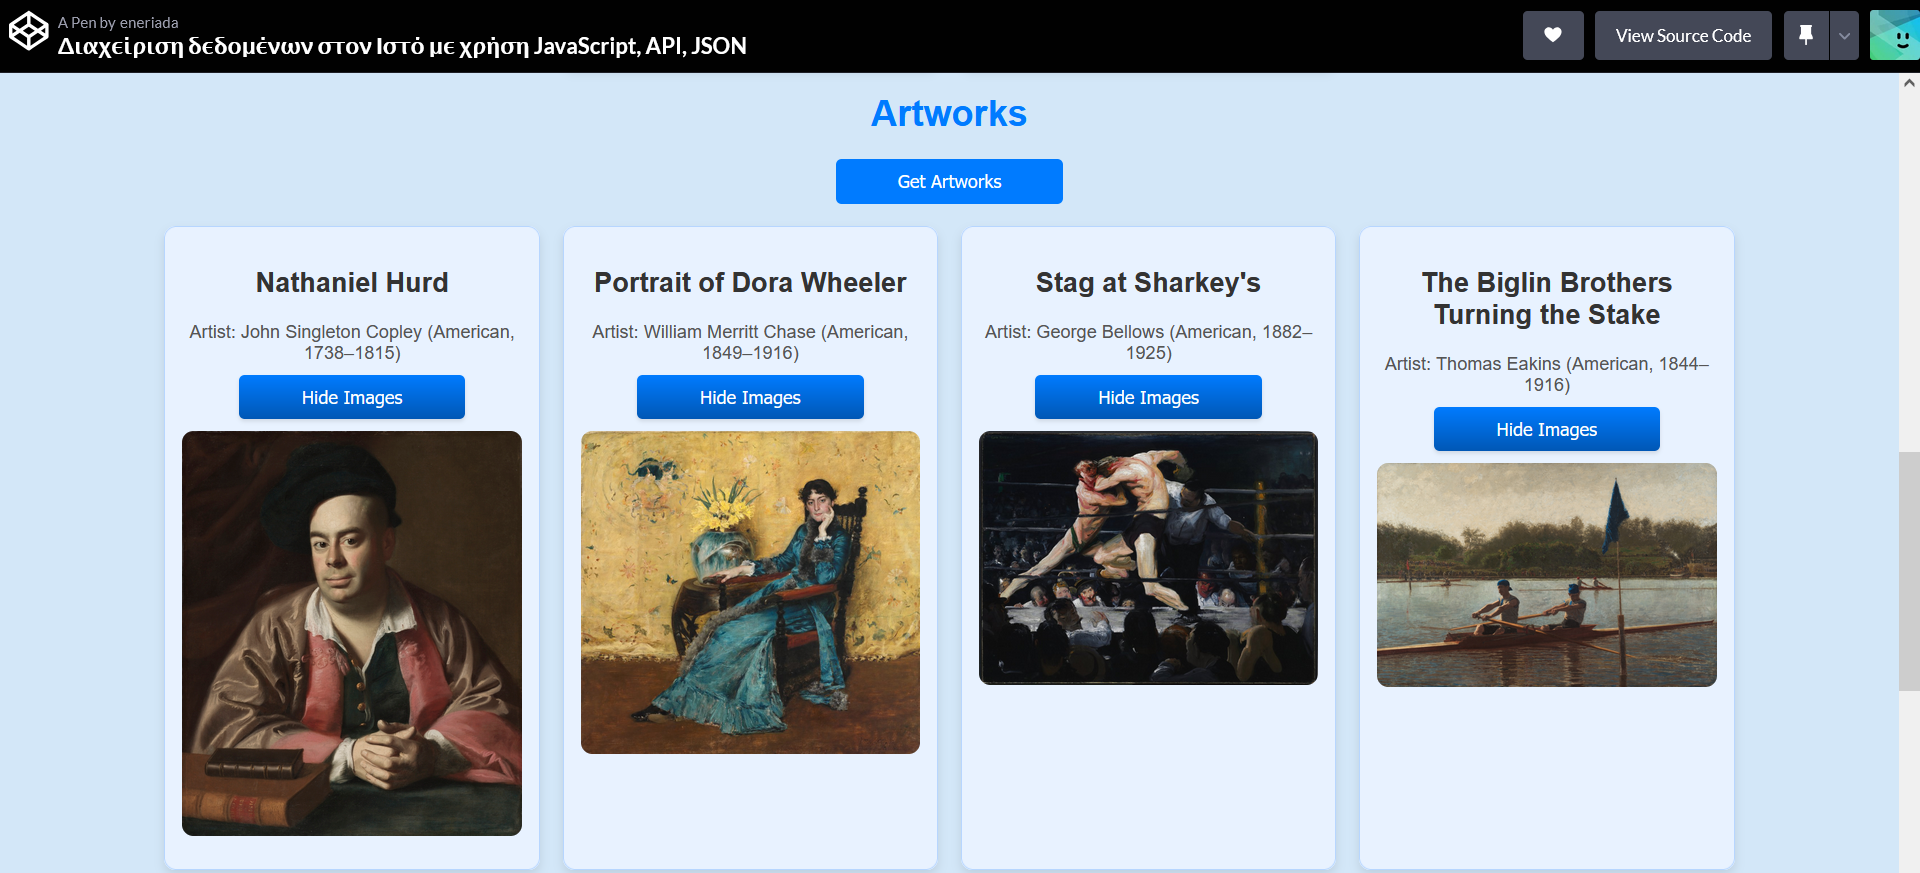 A Pen by eneriada
Διαχείριση δεδομένων στον Ιστό με χρήση JavaScript, API, JSON
View Source Code
Artworks
Get Artworks
Nathaniel Hurd
Artist: John Singleton Copley (American,
1738–1815)
Hide Images
Portrait of Dora Wheeler
Artist: William Merritt Chase (American,
1849–1916)
Hide Images
Stag at Sharkey's
Artist: George Bellows (American, 1882–
1925)
Hide Images
The Biglin Brothers
Turning the Stake
Artist: Thomas Eakins (American, 1844–
1916)
Hide Images